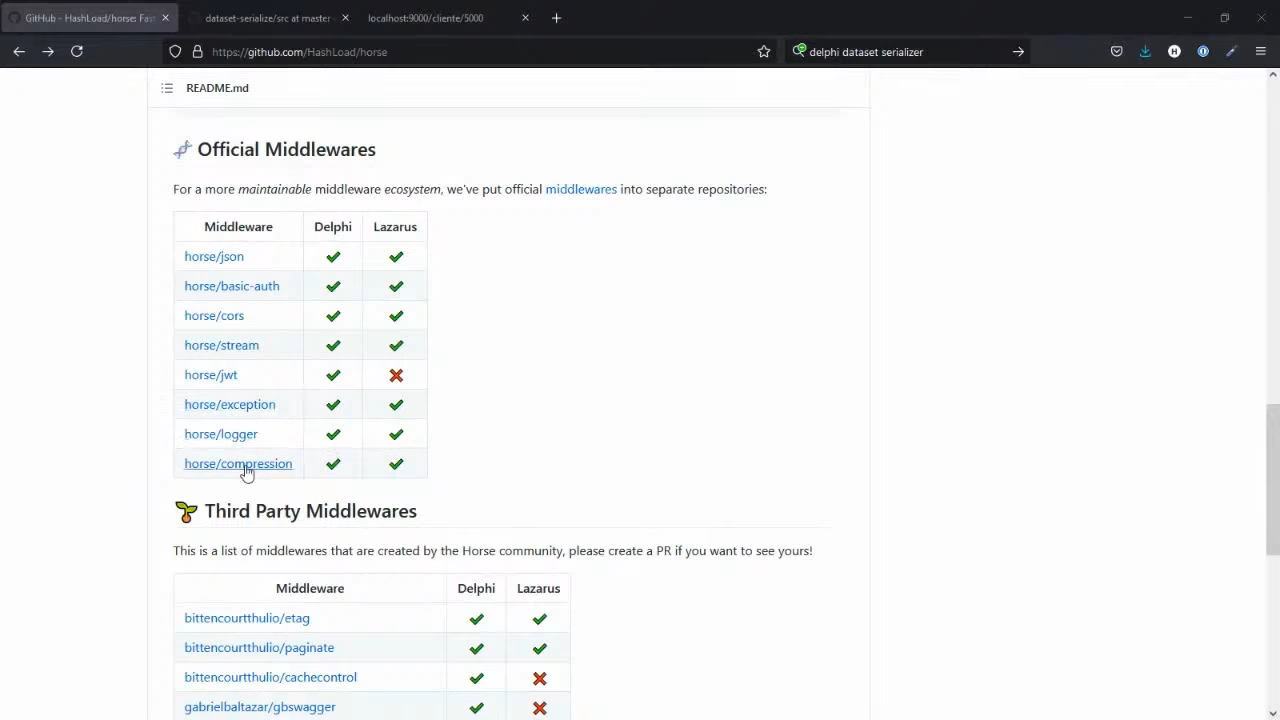 GitHub - HashLoad/horse: Fast
dataset-serialize/src at master
localhost:9000/cliente/5000
https://github.com/HashLoad/horse
delphi dataset serializer
README.md
Official Middlewares
For a more maintainable middleware ecosystem, we've put official middlewares into separate repositories:
Middleware Delphi Lazarus
horse/json
horse/basic-auth
horse/cors
horse/stream
horse/jwt
horse/exception
horse/logger
horse/compression
Third Party Middlewares
This is a list of middlewares that are created by the Horse community, please create a PR if you want to see yours!
Middleware Delphi Lazarus
bittencourtthulio/etag
bittencourtthulio/paginate
bittencourtthulio/cachecontrol
gabrielbaltazar/gbswagger